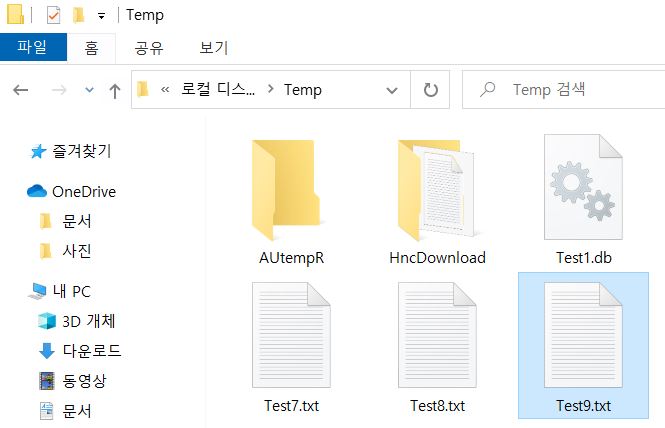 Temp
파일 홈 공유 보기
로컬 디스... Temp Temp 검색
즐겨찾기
OneDrive
문서
사진
내 PC
3D 개체
다운로드
동영상
문서
AUtempR HncDownload Test1.db
Test7.txt Test8.txt Test9.txt